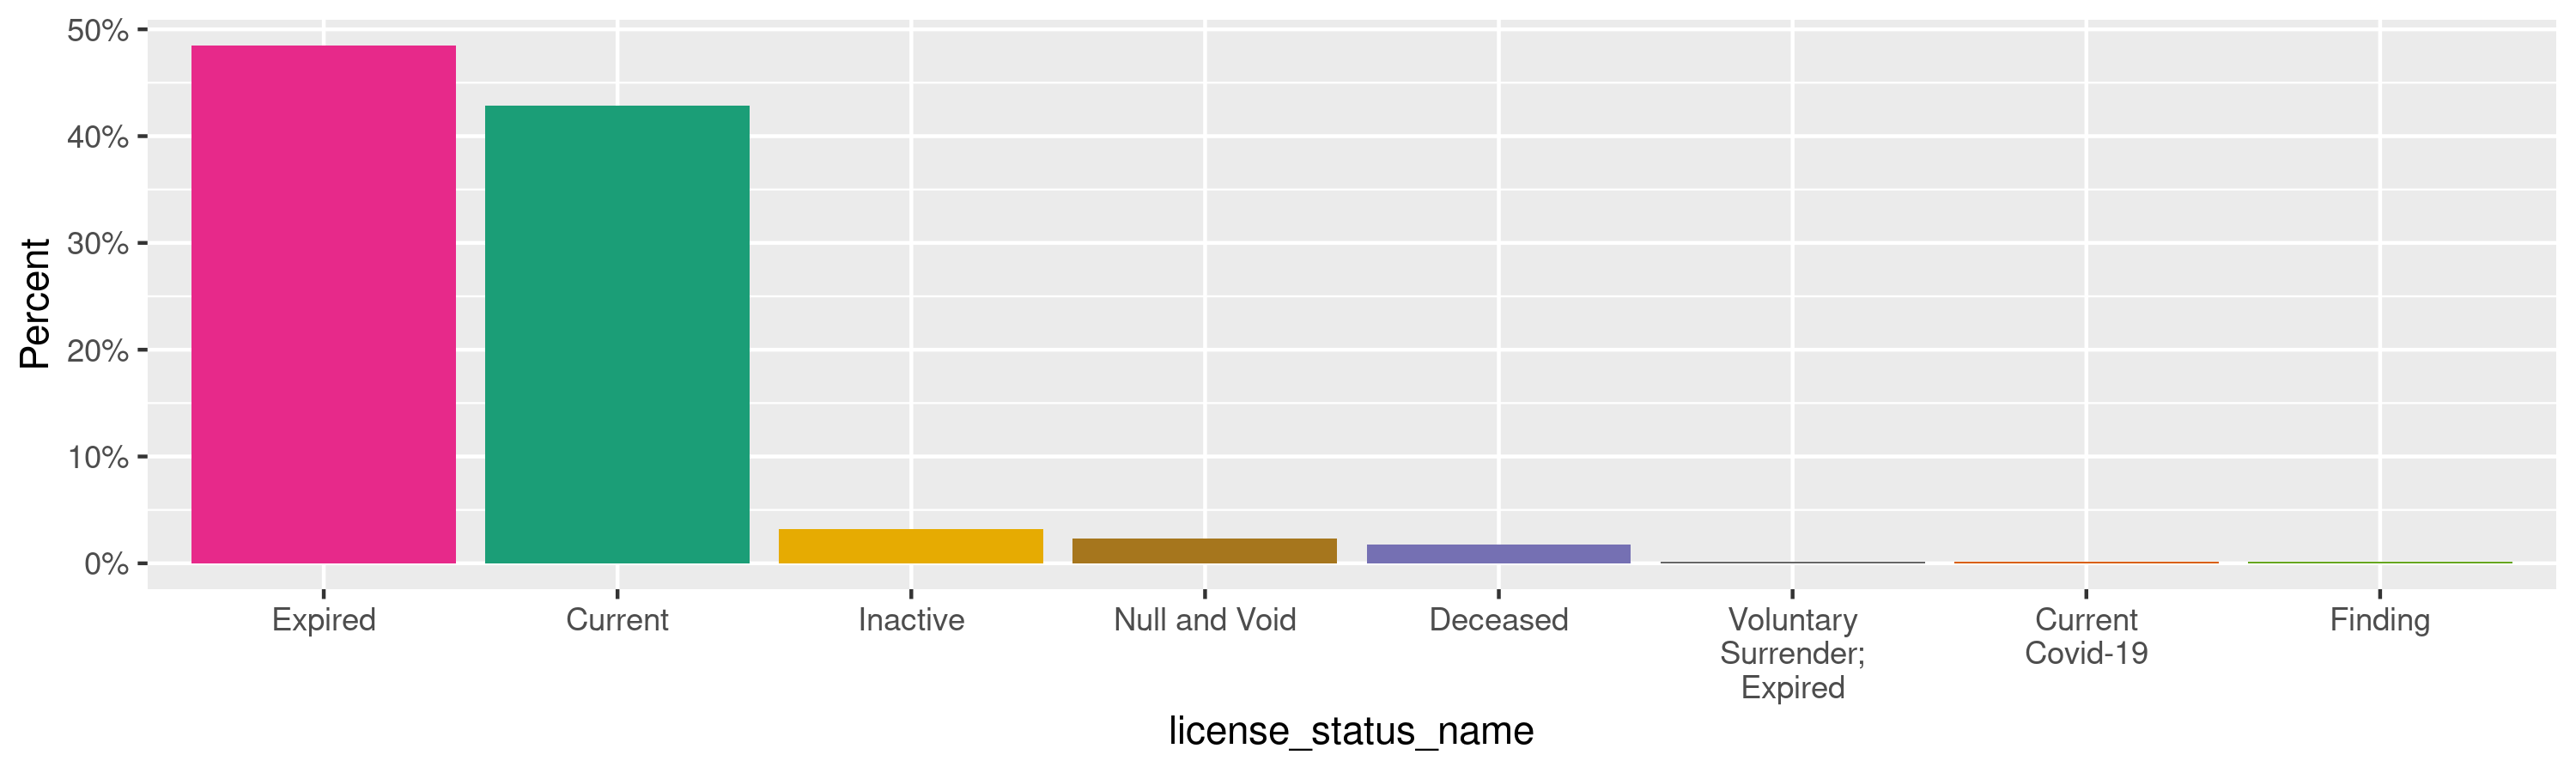 50%
40%
30%
20%
10%
0%
Percent
Expired
Current
Inactive
Null and Void
Deceased
Voluntary
Surrender;
Expired
Current
Covid-19
Finding
license_status_name